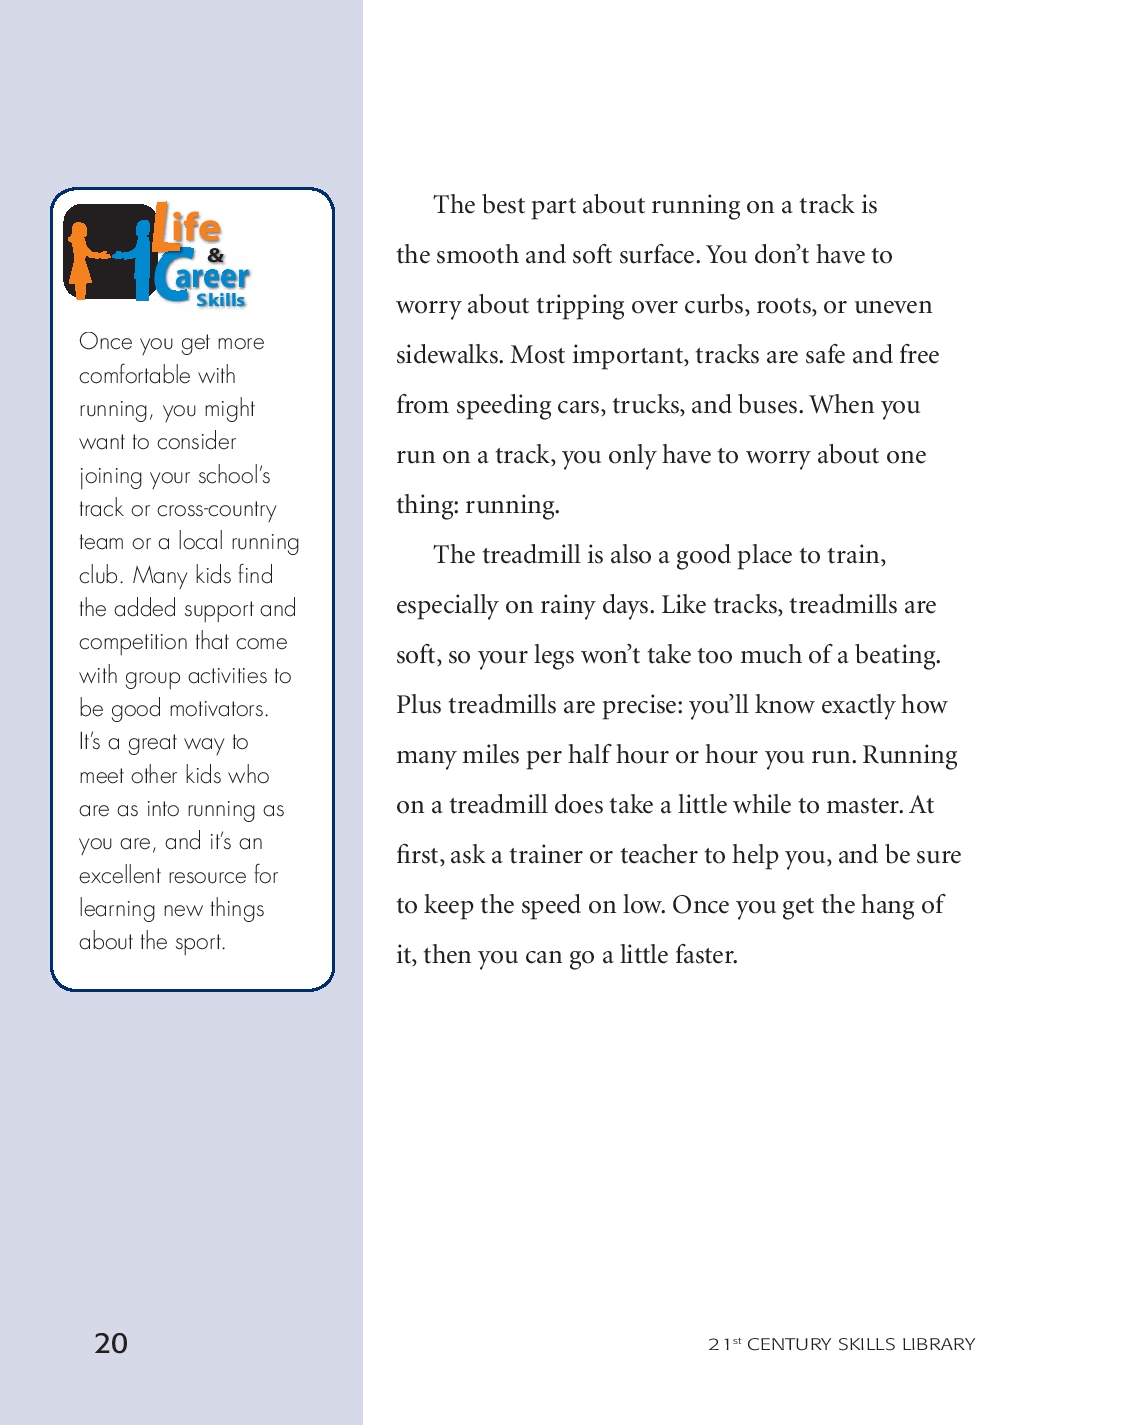 Life
&
Career
Skills
Once you get more
comfortable with
running, you might
want to consider
joining your school’s
track or cross-country
team or a local running
club. Many kids find
the added support and
competition that come
with group activities to
be good motivators.
It’s a great way to
meet other kids who
are as into running as
you are, and it’s an
excellent resource for
learning new things
about the sport.
The best part about running on a track is
the smooth and soft surface. You don’t have to
worry about tripping over curbs, roots, or uneven
sidewalks. Most important, tracks are safe and free
from speeding cars, trucks, and buses. When you
run on a track, you only have to worry about one
thing: running.
The treadmill is also a good place to train,
especially on rainy days. Like tracks, treadmills are
soft, so your legs won’t take too much of a beating.
Plus treadmills are precise: you’ll know exactly how
many miles per half hour or hour you run. Running
on a treadmill does take a little while to master. At
first, ask a trainer or teacher to help you, and be sure
to keep the speed on low. Once you get the hang of
it, then you can go a little faster.
20
21st CENTURY SKILLS LIBRARY